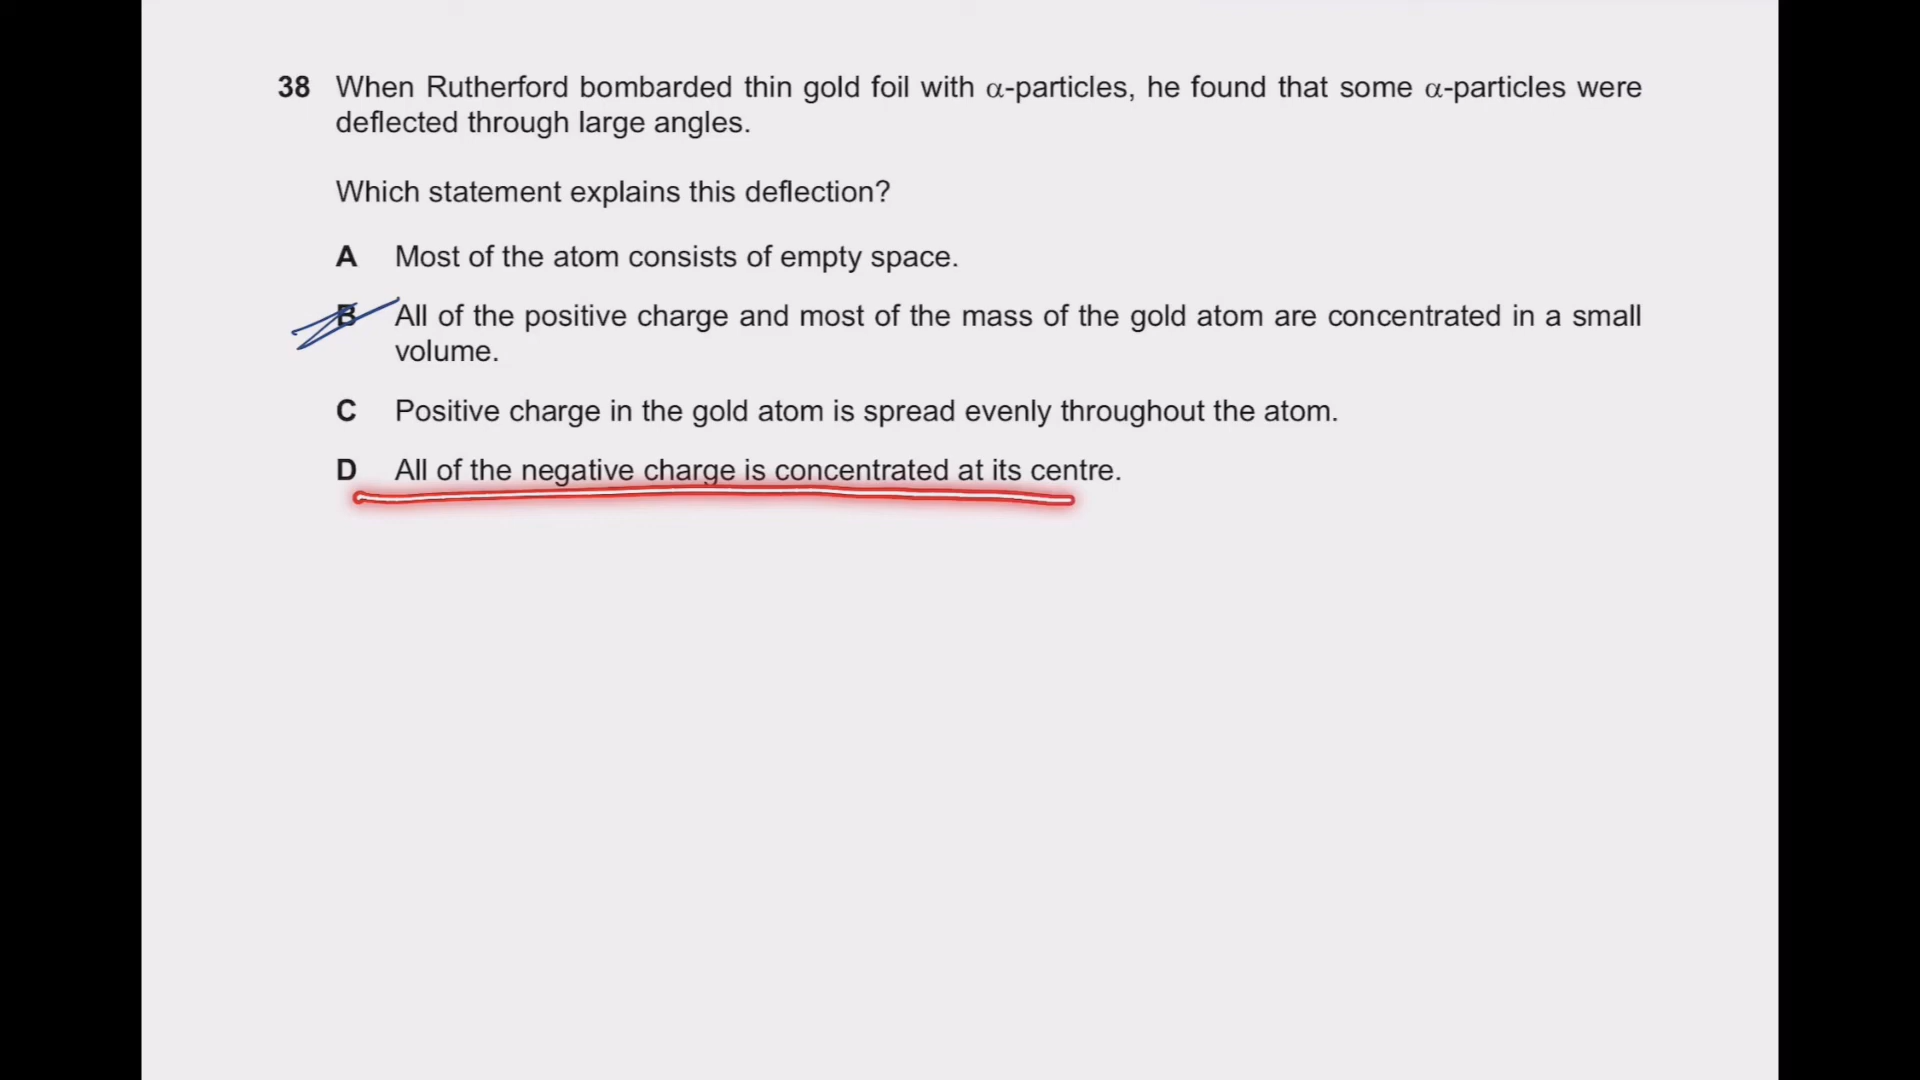 38 When Rutherford bombarded thin gold foil with α-particles, he found that some α-particles were
deflected through large angles.
Which statement explains this deflection?
A Most of the atom consists of empty space.
B All of the positive charge and most of the mass of the gold atom are concentrated in a small
volume.
C Positive charge in the gold atom is spread evenly throughout the atom.
D All of the negative charge is concentrated at its centre.